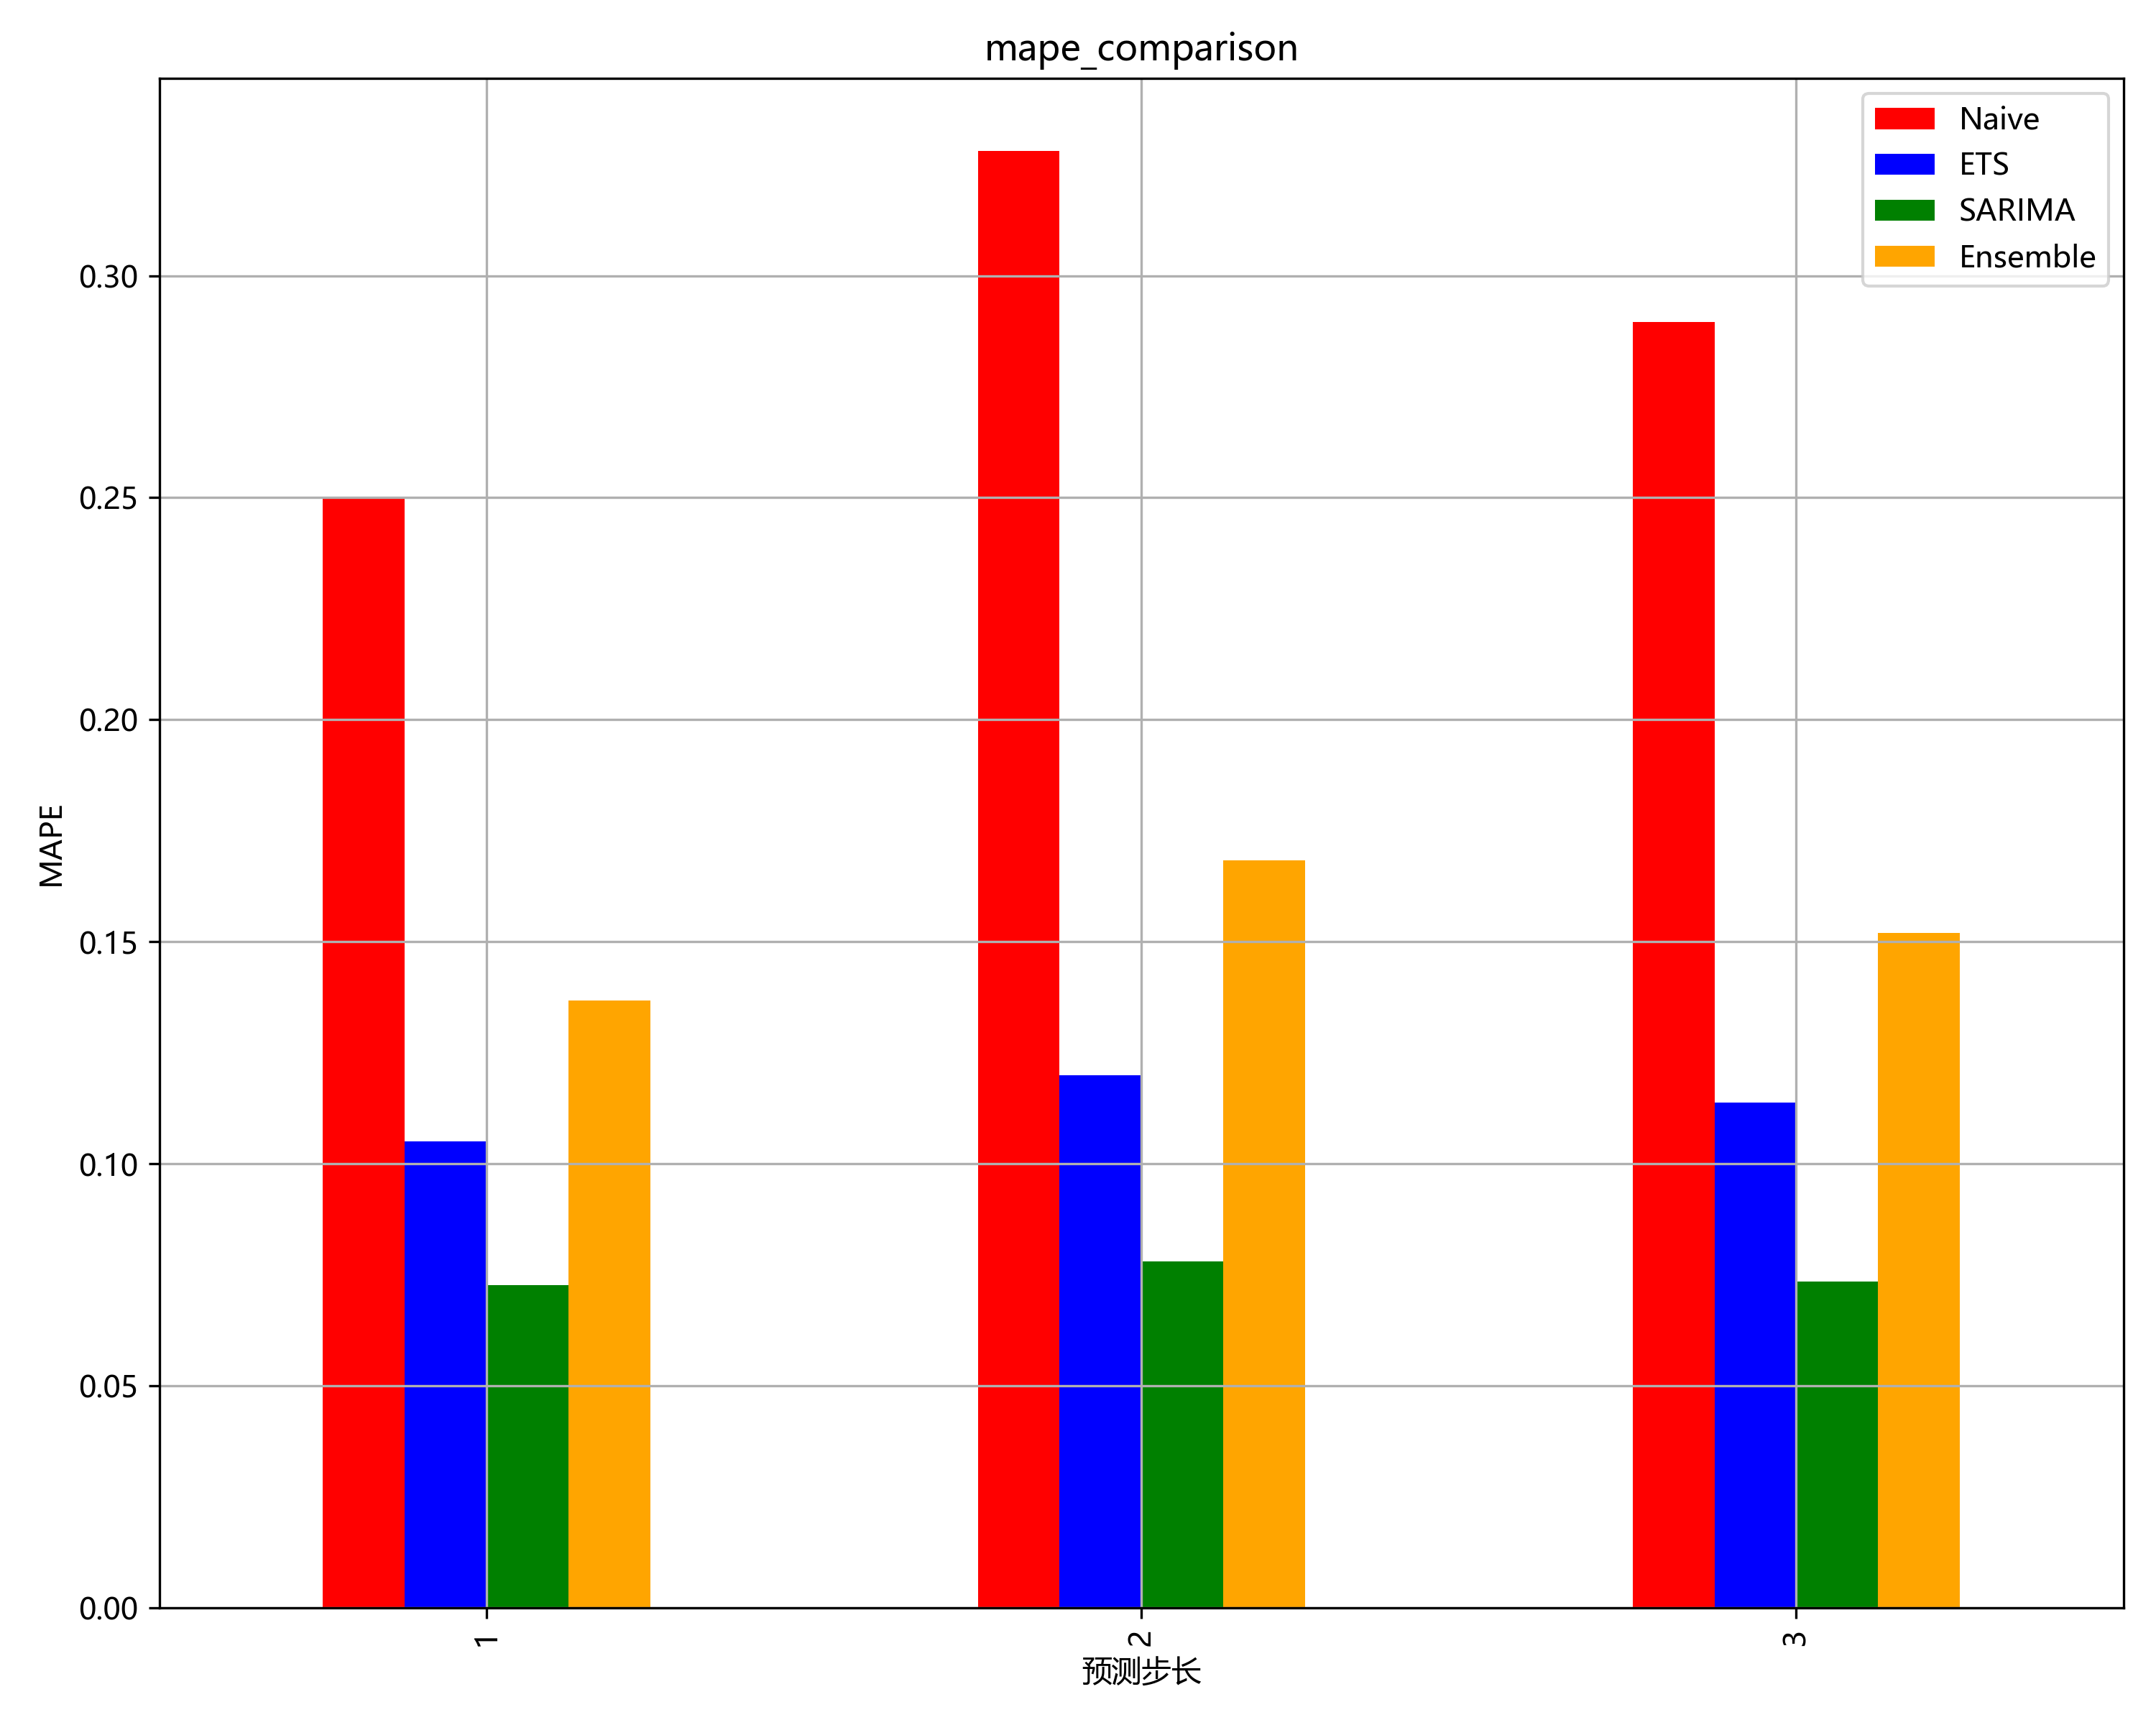 mape_comparison
Naive
ETS
SARIMA
Ensemble
MAPE
0.30
0.25
0.20
0.15
0.10
0.05
0.00
1
2
3
预测步长